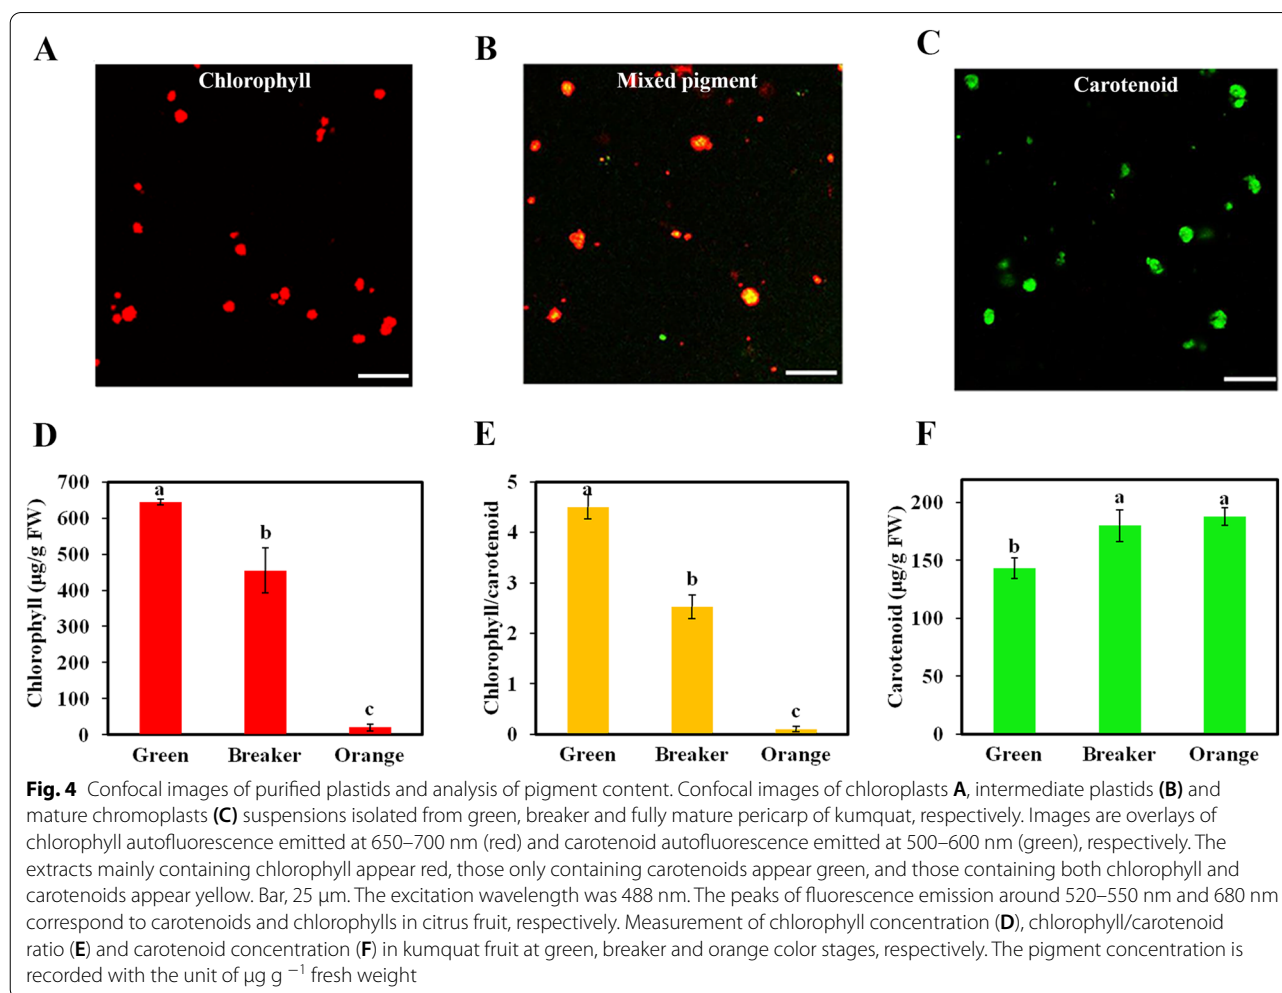 A
B
C
Chlorophyll
Mixed pigment
Carotenoid
D
E
F
Chlorophyll (µg/g FW)
700
600
500
400
300
200
100
0
a
b
c
Green Breaker Orange
Chlorophyll/carotenoid
5
4
3
2
1
0
a
b
c
Green Breaker Orange
Carotenoid (µg/g FW)
200
150
100
50
0
b
a
a
Green Breaker Orange
Fig. 4 Confocal images of purified plastids and analysis of pigment content. Confocal images of chloroplasts A, intermediate plastids (B) and
mature chromoplasts (C) suspensions isolated from green, breaker and fully mature pericarp of kumquat, respectively. Images are overlays of
chlorophyll autofluorescence emitted at 650–700 nm (red) and carotenoid autofluorescence emitted at 500–600 nm (green), respectively. The
extracts mainly containing chlorophyll appear red, those only containing carotenoids appear green, and those containing both chlorophyll and
carotenoids appear yellow. Bar, 25 µm. The excitation wavelength was 488 nm. The peaks of fluorescence emission around 520–550 nm and 680 nm
correspond to carotenoids and chlorophylls in citrus fruit, respectively. Measurement of chlorophyll concentration (D), chlorophyll/carotenoid
ratio (E) and carotenoid concentration (F) in kumquat fruit at green, breaker and orange color stages, respectively. The pigment concentration is
recorded with the unit of µg g −1 fresh weight